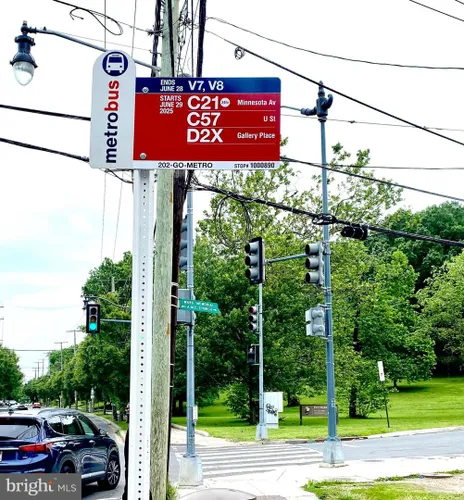 metrobus
ENDS JUNE 28 V7, V8
STARTS JUNE 29 2025
C21 Minnesota Av
C57 U St
D2X Gallery Place
202-GO-METRO STOP# 1000890
bright MLS